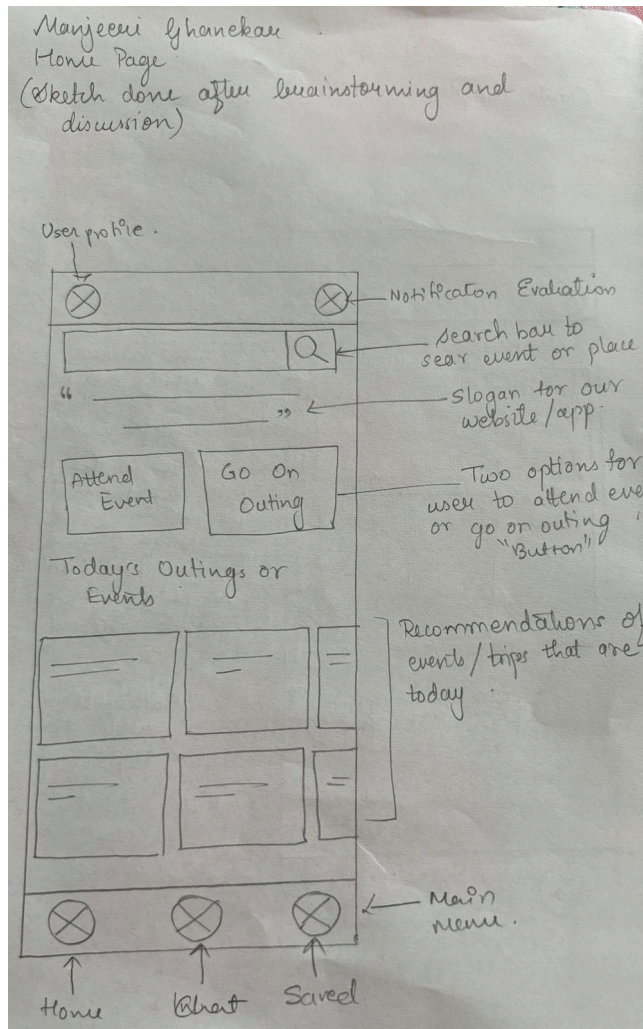 Manjeeri Ghanekar
Home Page
(Sketch done after brainstorming and
discussion)
User profile.
Notification Evaluation
search bar to
sear event or place
“
”
Slogan for our
website/app.
Attend
Event
Go On
Outing
Two options for
user to attend eve
or go on outing
"Button"
Today's Outings or
Events
Recommendations of
events/trips that are
today.
Main
menu.
Home
Chat
Saved